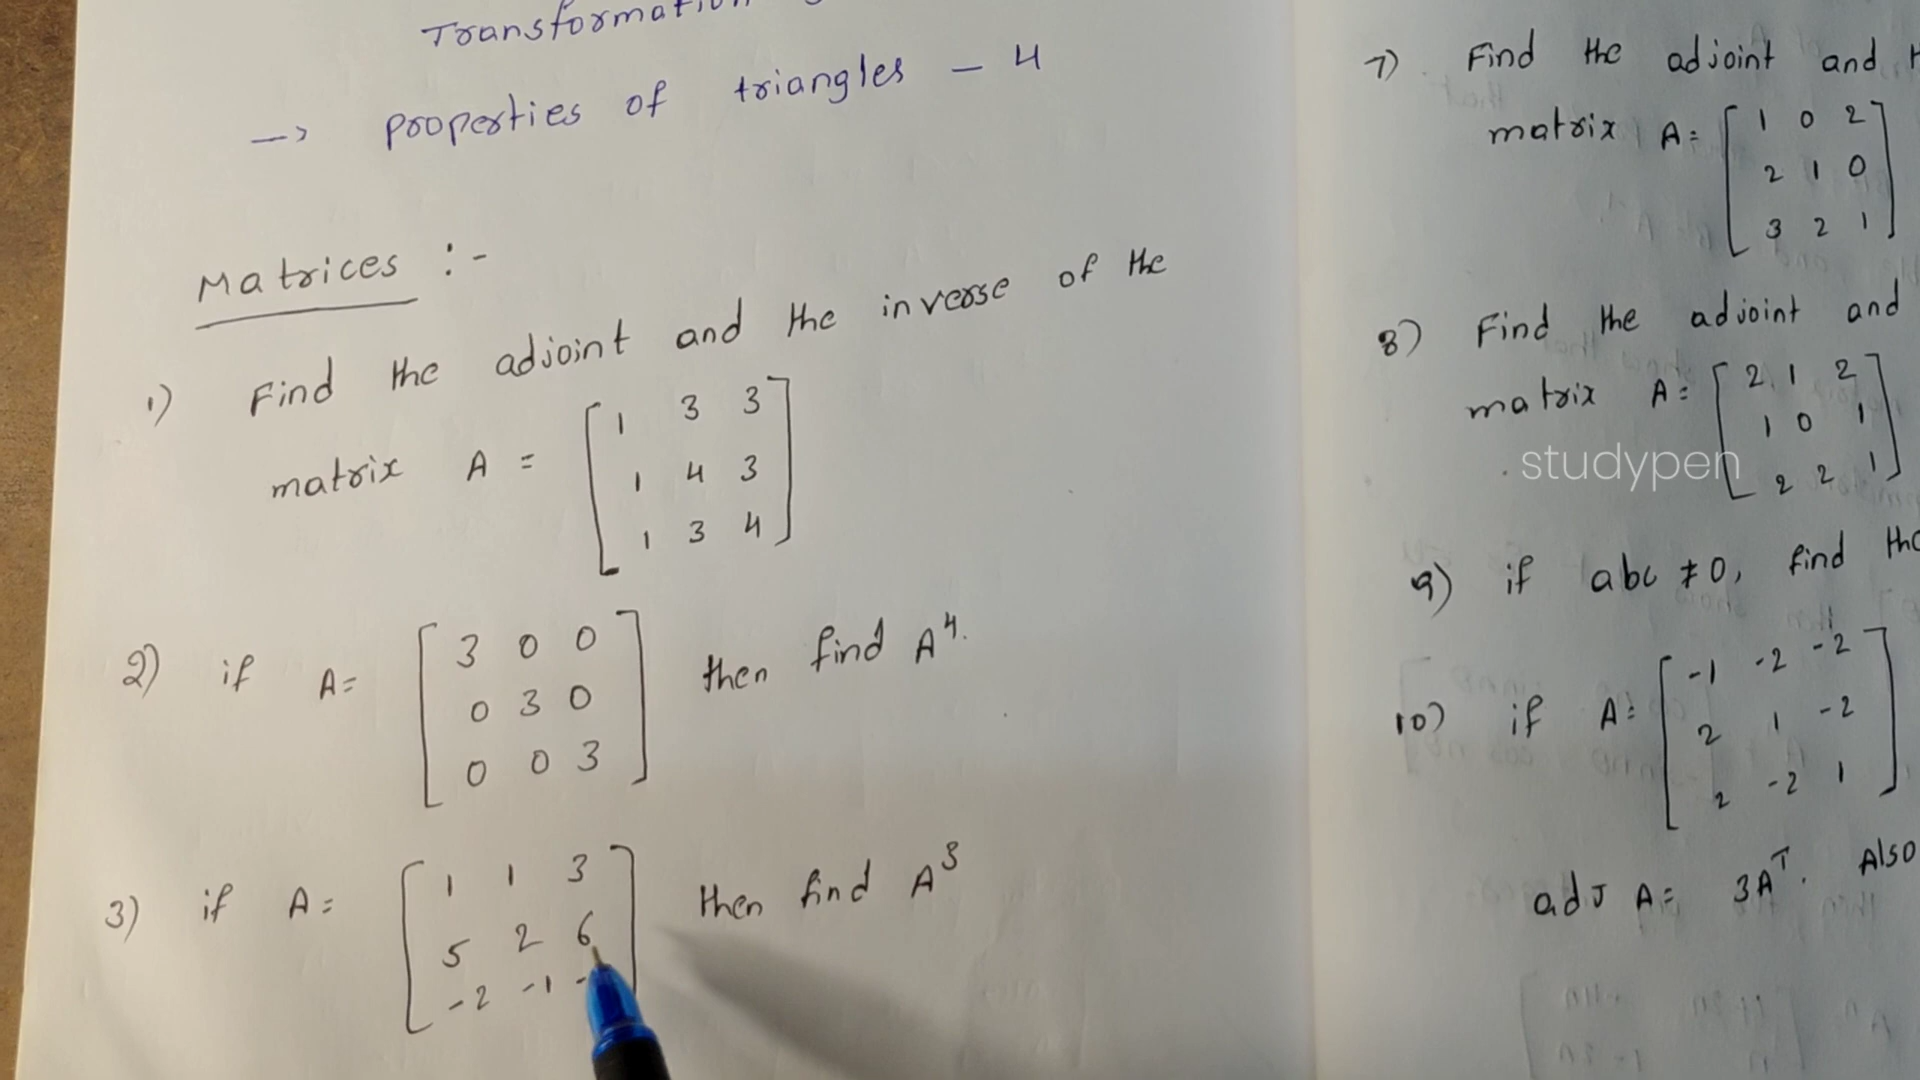 Transformation
→ properties of triangles – 4
Matrices :-
1) Find the adjoint and the inverse of the
matrix A = [ 1 3 3
1 4 3
1 3 4 ]
2) if A= [ 3 0 0
0 3 0
0 0 3 ] then find A⁴.
3) if A= [ 1 1 3
5 2 6
-2 -1 - ] then find A³
7) Find the adjoint and
matrix A= [ 1 0 2
2 1 0
3 2 1 ]
8) Find the adjoint and
matrix A= [ 2 1 2
1 0 1
2 2 1 ]
studypen
9) if abc ≠ 0, find
10) if A= [ -1 -2 -2
2 1 -2
2 -2 1 ]
adj A= 3Aᵀ. Also